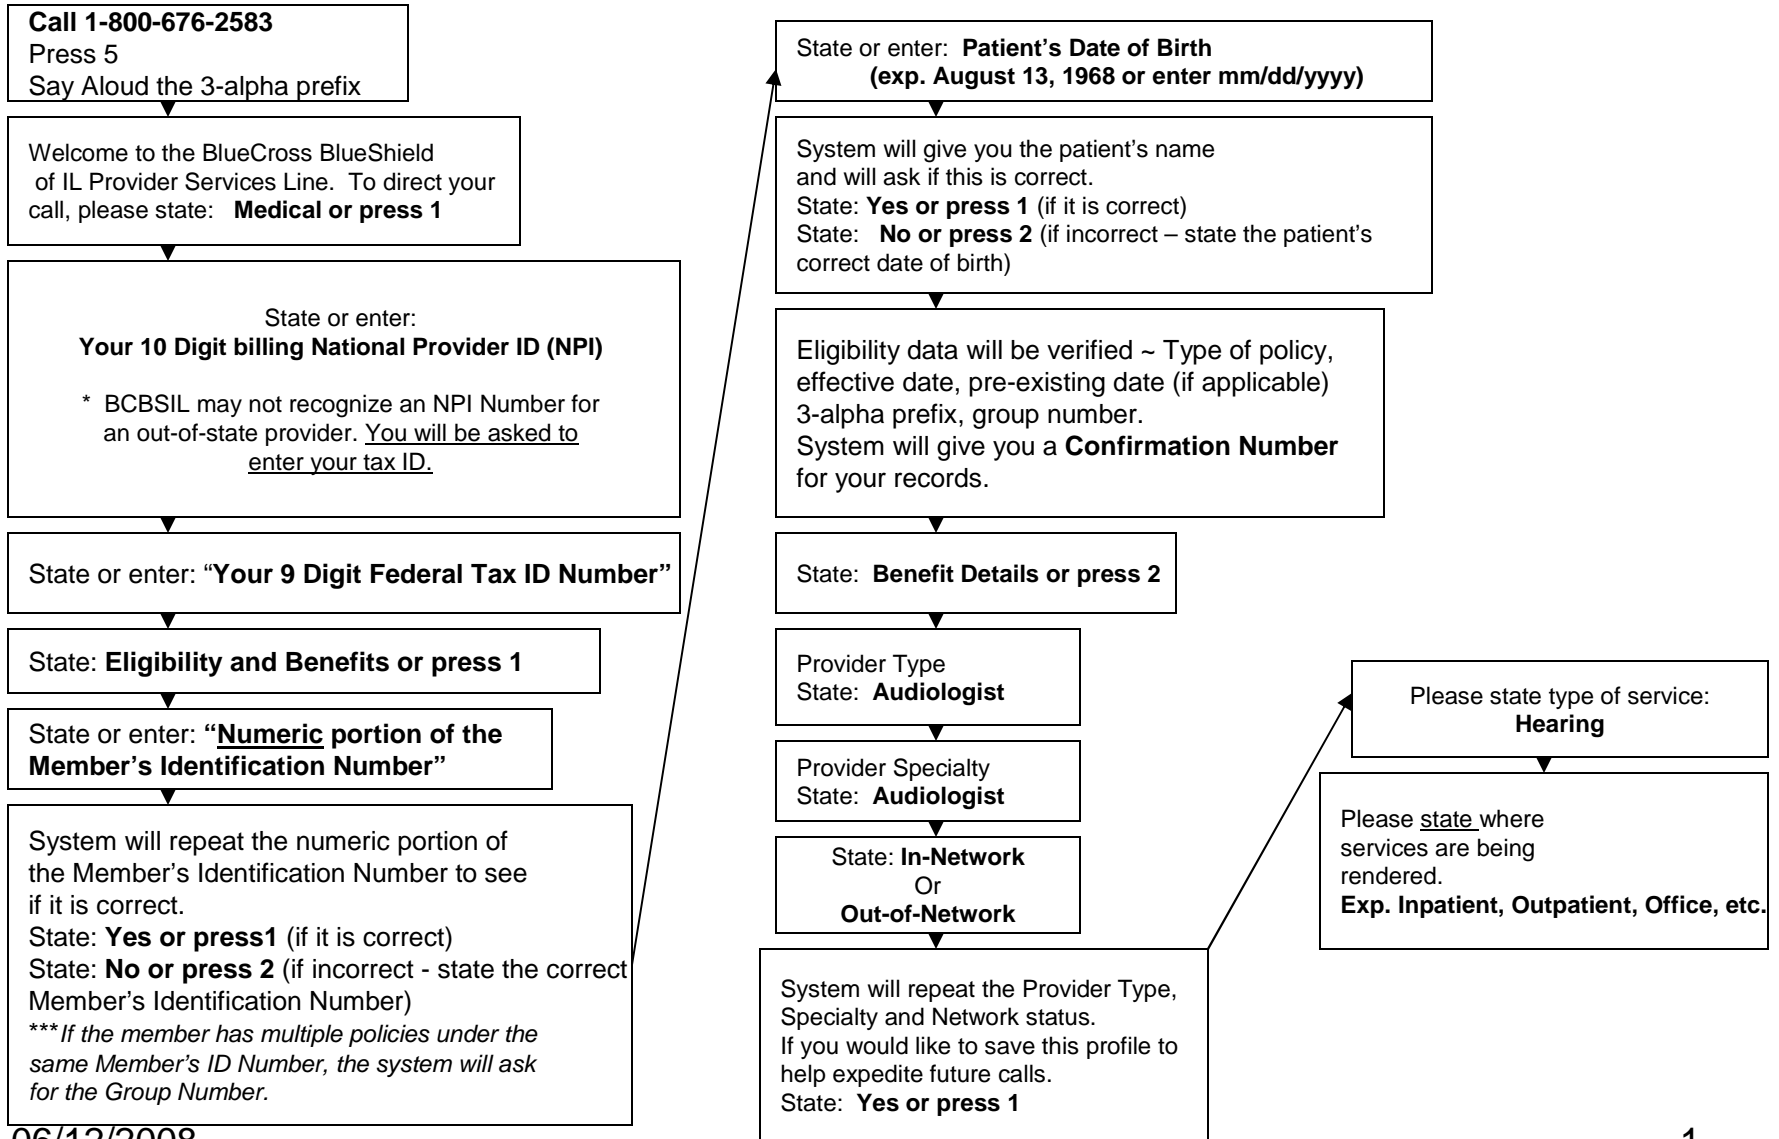 Call 1-800-676-2583
Press 5
Say Aloud the 3-alpha prefix
Welcome to the BlueCross BlueShield
of IL Provider Services Line. To direct your
call, please state: Medical or press 1
State or enter:
Your 10 Digit billing National Provider ID (NPI)
* BCBSIL may not recognize an NPI Number for
an out-of-state provider. You will be asked to
enter your tax ID.
State or enter: “Your 9 Digit Federal Tax ID Number”
State: Eligibility and Benefits or press 1
State or enter: “Numeric portion of the
Member’s Identification Number”
System will repeat the numeric portion of
the Member’s Identification Number to see
if it is correct.
State: Yes or press1 (if it is correct)
State: No or press 2 (if incorrect - state the correct
Member’s Identification Number)
***If the member has multiple policies under the
same Member’s ID Number, the system will ask
for the Group Number.
State or enter: Patient’s Date of Birth
(exp. August 13, 1968 or enter mm/dd/yyyy)
System will give you the patient’s name
and will ask if this is correct.
State: Yes or press 1 (if it is correct)
State: No or press 2 (if incorrect – state the patient’s
correct date of birth)
Eligibility data will be verified ~ Type of policy,
effective date, pre-existing date (if applicable)
3-alpha prefix, group number.
System will give you a Confirmation Number
for your records.
State: Benefit Details or press 2
Provider Type
State: Audiologist
Provider Specialty
State: Audiologist
State: In-Network
Or
Out-of-Network
System will repeat the Provider Type,
Specialty and Network status.
If you would like to save this profile to
help expedite future calls.
State: Yes or press 1
Please state type of service:
Hearing
Please state where
services are being
rendered.
Exp. Inpatient, Outpatient, Office, etc.
06/12/2008
1